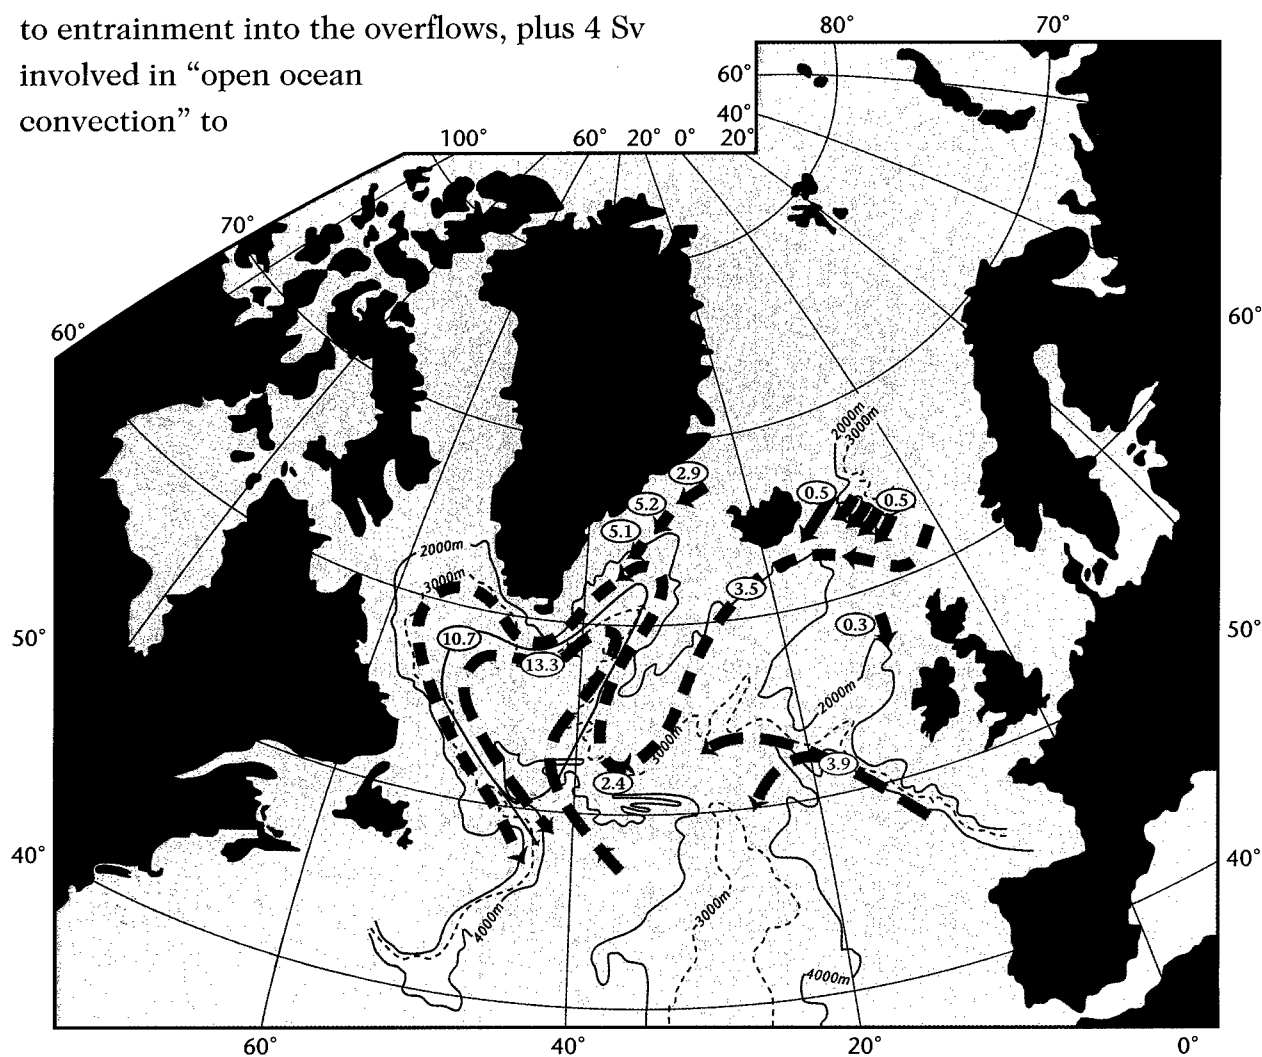 to entrainment into the overflows, plus 4 Sv
involved in “open ocean
convection” to
80° 70°
60°
40°
100° 60° 20° 0° 20°
70°
60°
60°
2000m
3000m
2.9
0.5 0.5
5.2
5.1
2000m
3000m
3.5
0.3
50° 50°
10.7
13.3
2000m
3000m
3.9
2.4
40° 40°
3000m
4000m
4000m
60° 40° 20° 0°